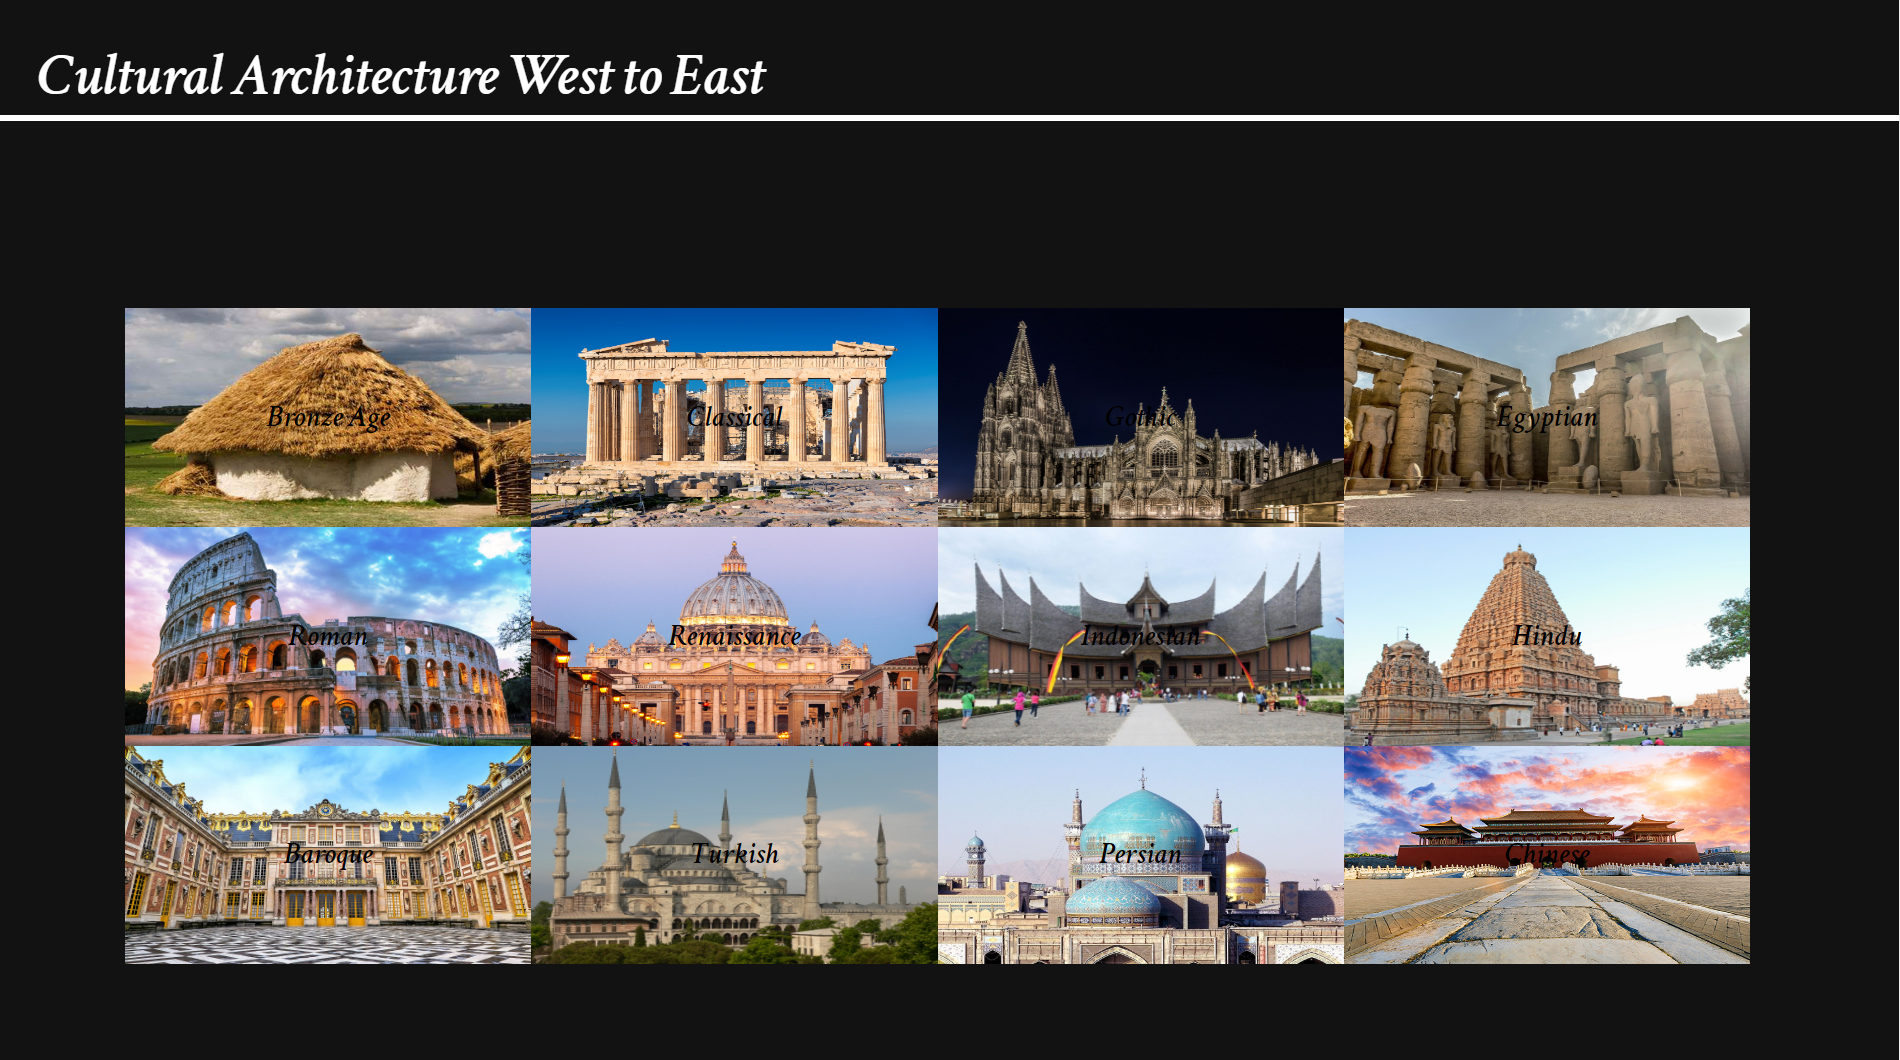 Cultural Architecture West to East
Bronze Age
Classical
Gothic
Egyptian
Roman
Renaissance
Indonesian
Hindu
Baroque
Turkish
Persian
Chinese